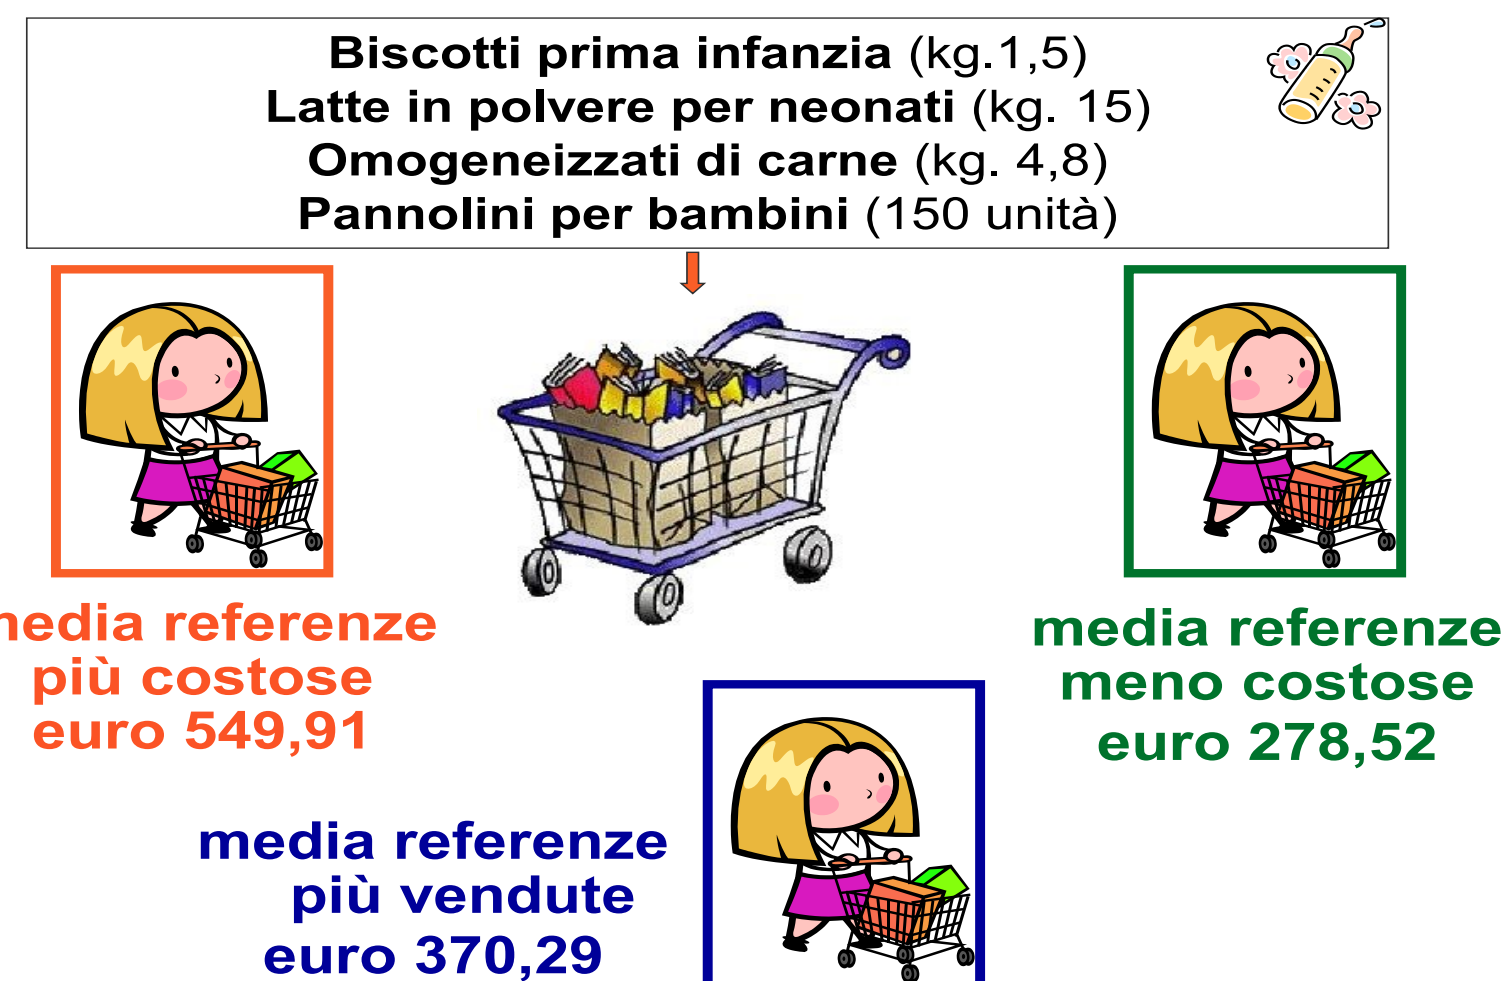 Biscotti prima infanzia (kg.1,5)
Latte in polvere per neonati (kg. 15)
Omogeneizzati di carne (kg. 4,8)
Pannolini per bambini (150 unità)
media referenze
più costose
euro 549,91
media referenze
meno costose
euro 278,52
media referenze
più vendute
euro 370,29